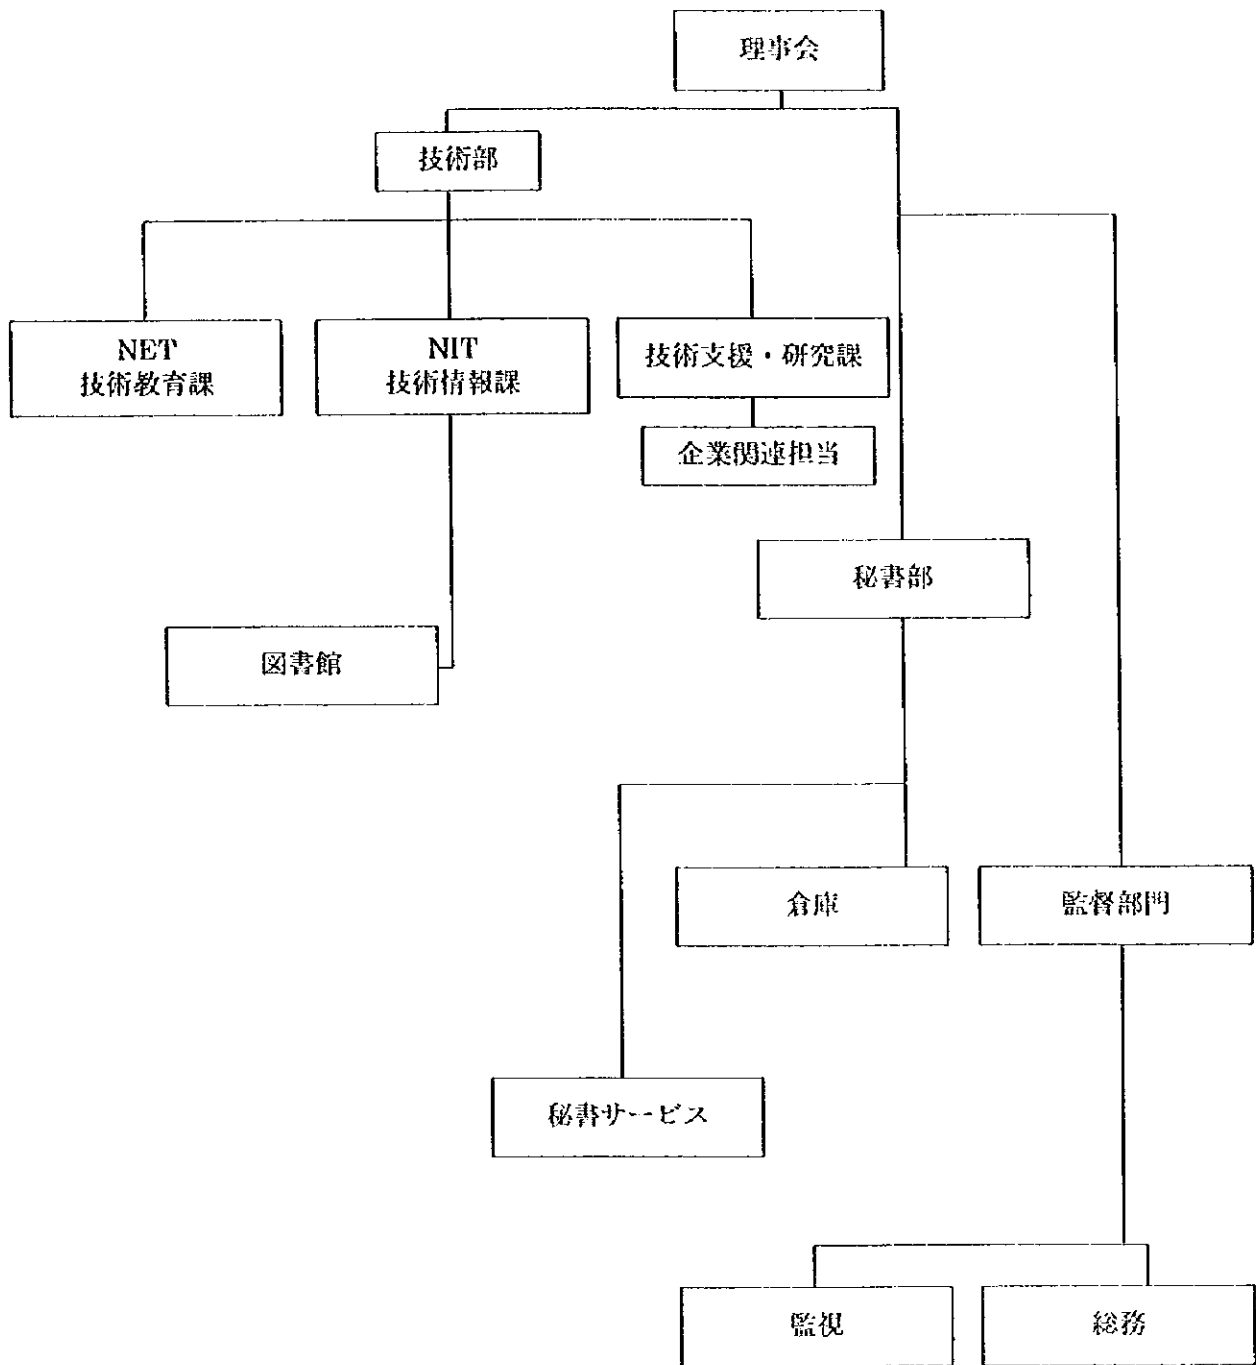 理事会
技術部
NET
技術教育課
NIT
技術情報課
技術支援・研究課
企業関連担当
秘書部
図書館
倉庫
監督部門
秘書サービス
監視
総務